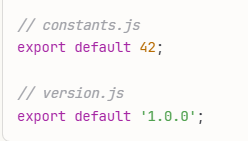 // constants.js
export default 42;
// version.js
export default '1.0.0';